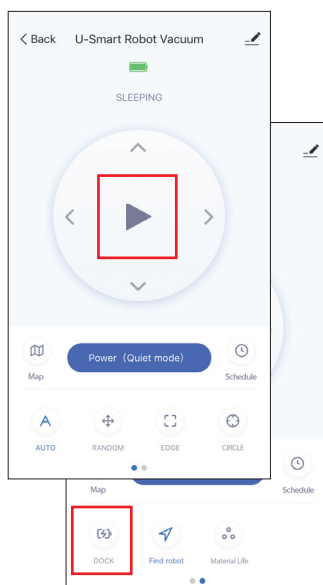 < Back U-Smart Robot Vacuum
SLEEPING
Map Power (Quiet mode) Schedule
AUTO RANDOM EDGE CIRCLE
Map Schedule
DOCK Find robot Material Life